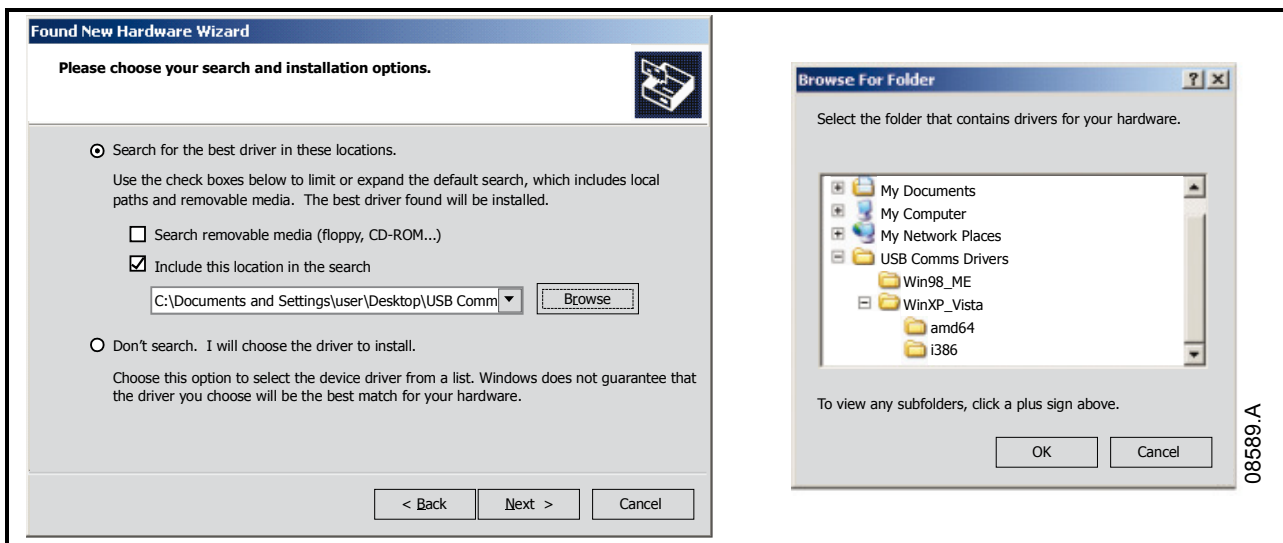 Found New Hardware Wizard
Please choose your search and installation options.
Search for the best driver in these locations.
Use the check boxes below to limit or expand the default search, which includes local
paths and removable media. The best driver found will be installed.
Search removable media (floppy, CD-ROM...)
Include this location in the search
C:\Documents and Settings\user\Desktop\USB Comm
Browse
Don't search. I will choose the driver to install.
Choose this option to select the device driver from a list. Windows does not guarantee that
the driver you choose will be the best match for your hardware.
< Back
Next >
Cancel
Browse For Folder
Select the folder that contains drivers for your hardware.
My Documents
My Computer
My Network Places
USB Comms Drivers
Win98_ME
WinXP_Vista
amd64
i386
To view any subfolders, click a plus sign above.
OK
Cancel
08589.A